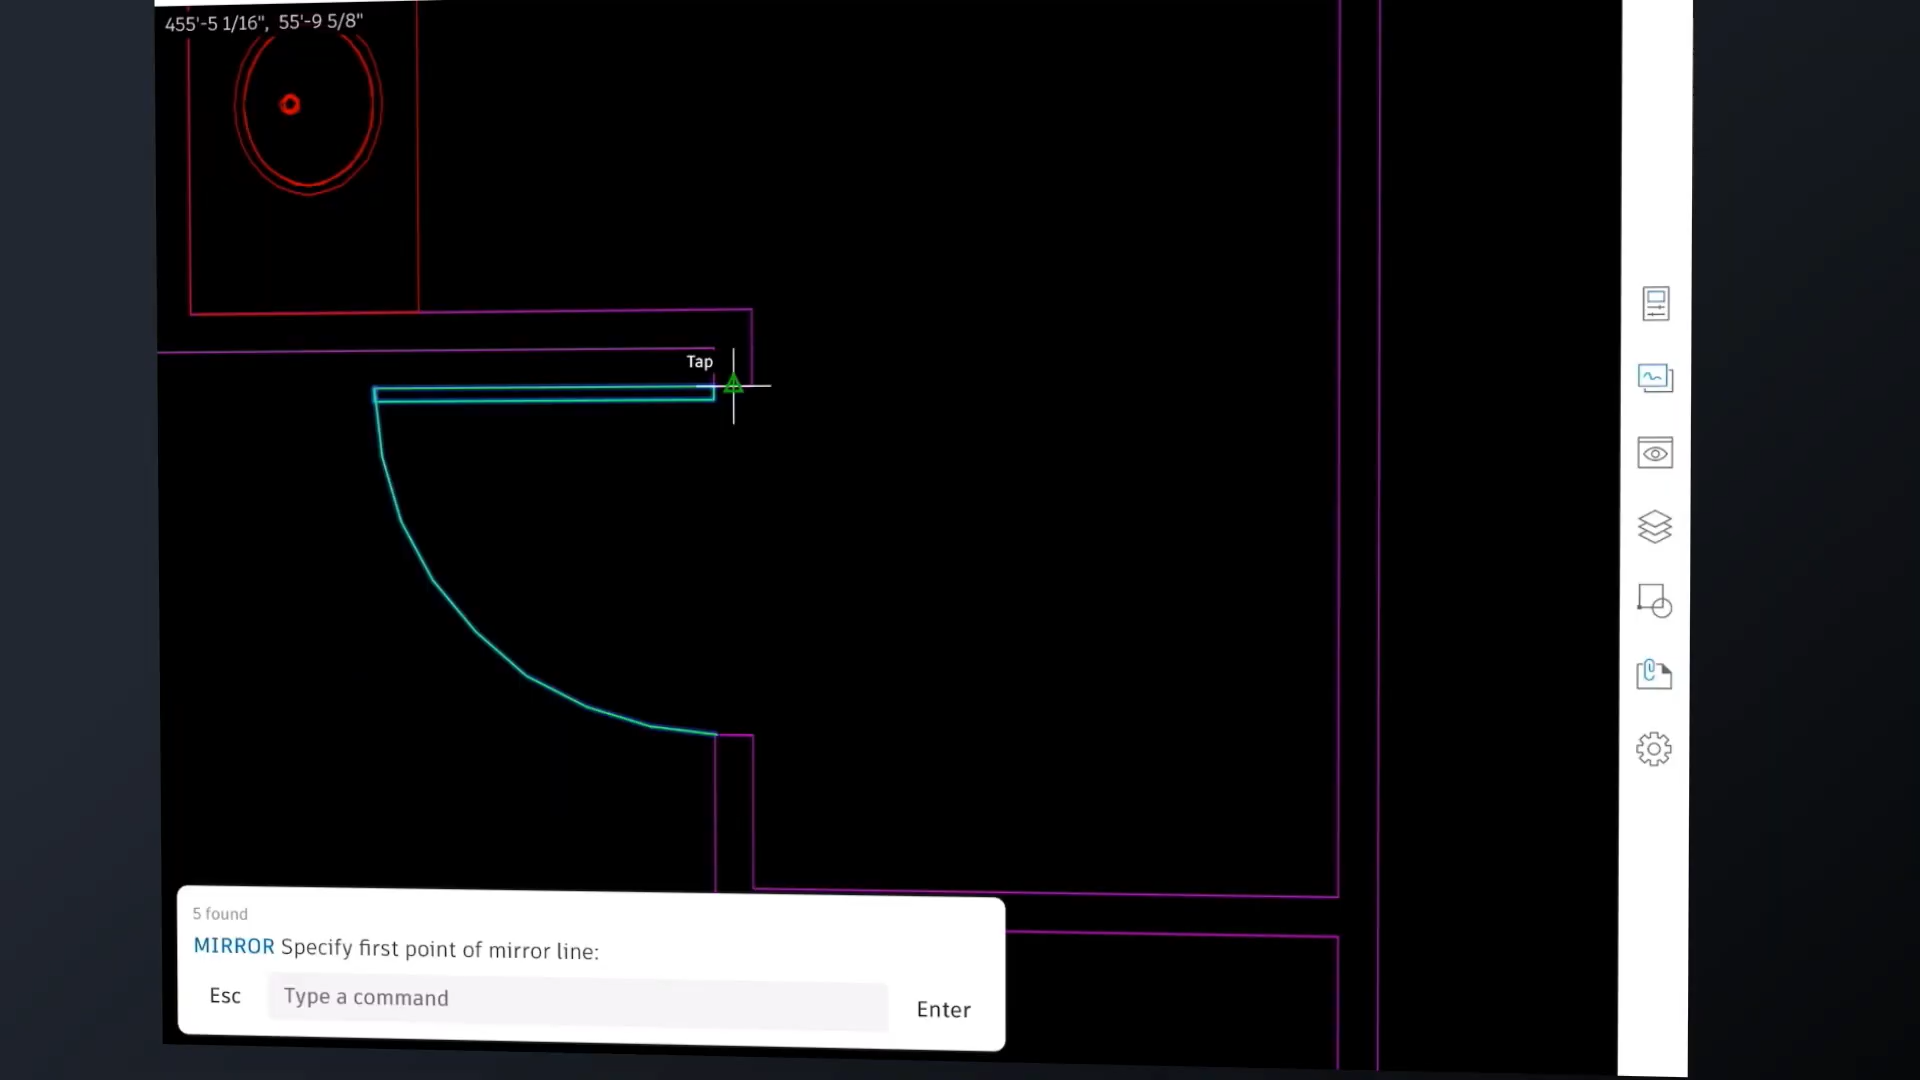 455'-5 1/16", 55'-9 5/8"
Tap
5 found
MIRROR Specify first point of mirror line:
Esc
Type a command
Enter